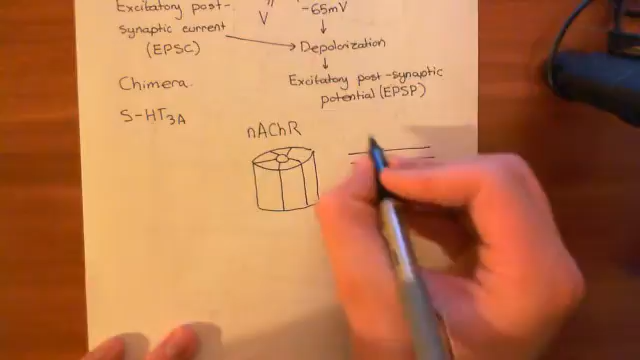 Excitatory post-
synaptic current
(EPSC)
V
-65mV
Depolarization
Excitatory post-synaptic
potential (EPSP)
Chimera
5-HT3A
nAChR